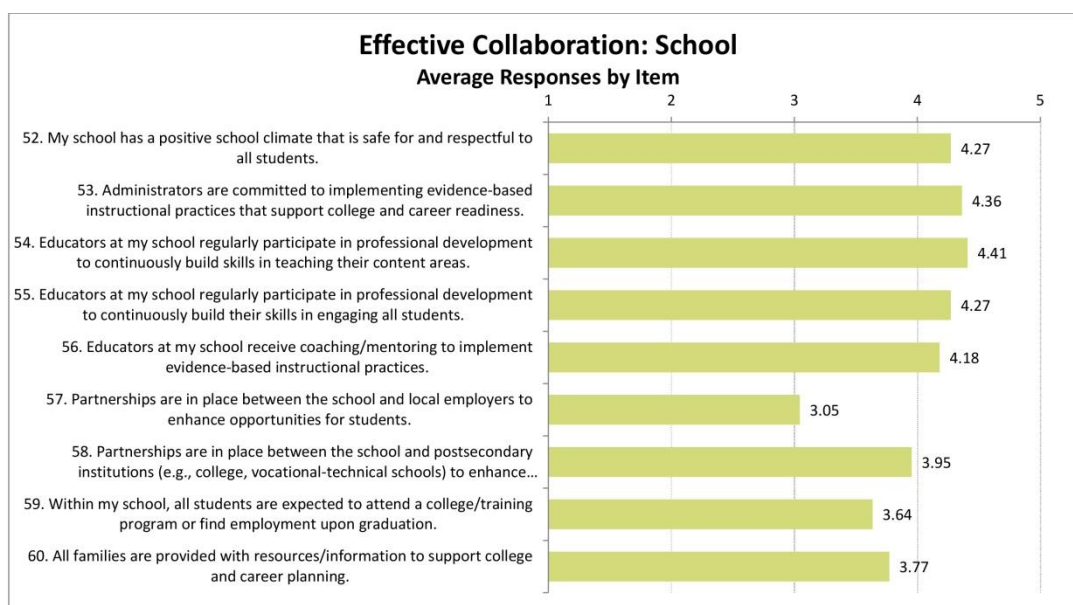 Effective Collaboration: School
Average Responses by Item
1 2 3 4 5
52. My school has a positive school climate that is safe for and respectful to
all students.
4.27
53. Administrators are committed to implementing evidence-based
instructional practices that support college and career readiness.
4.36
54. Educators at my school regularly participate in professional development
to continuously build skills in teaching their content areas.
4.41
55. Educators at my school regularly participate in professional development
to continuously build their skills in engaging all students.
4.27
56. Educators at my school receive coaching/mentoring to implement
evidence-based instructional practices.
4.18
57. Partnerships are in place between the school and local employers to
enhance opportunities for students.
3.05
58. Partnerships are in place between the school and postsecondary
institutions (e.g., college, vocational-technical schools) to enhance…
3.95
59. Within my school, all students are expected to attend a college/training
program or find employment upon graduation.
3.64
60. All families are provided with resources/information to support college
and career planning.
3.77